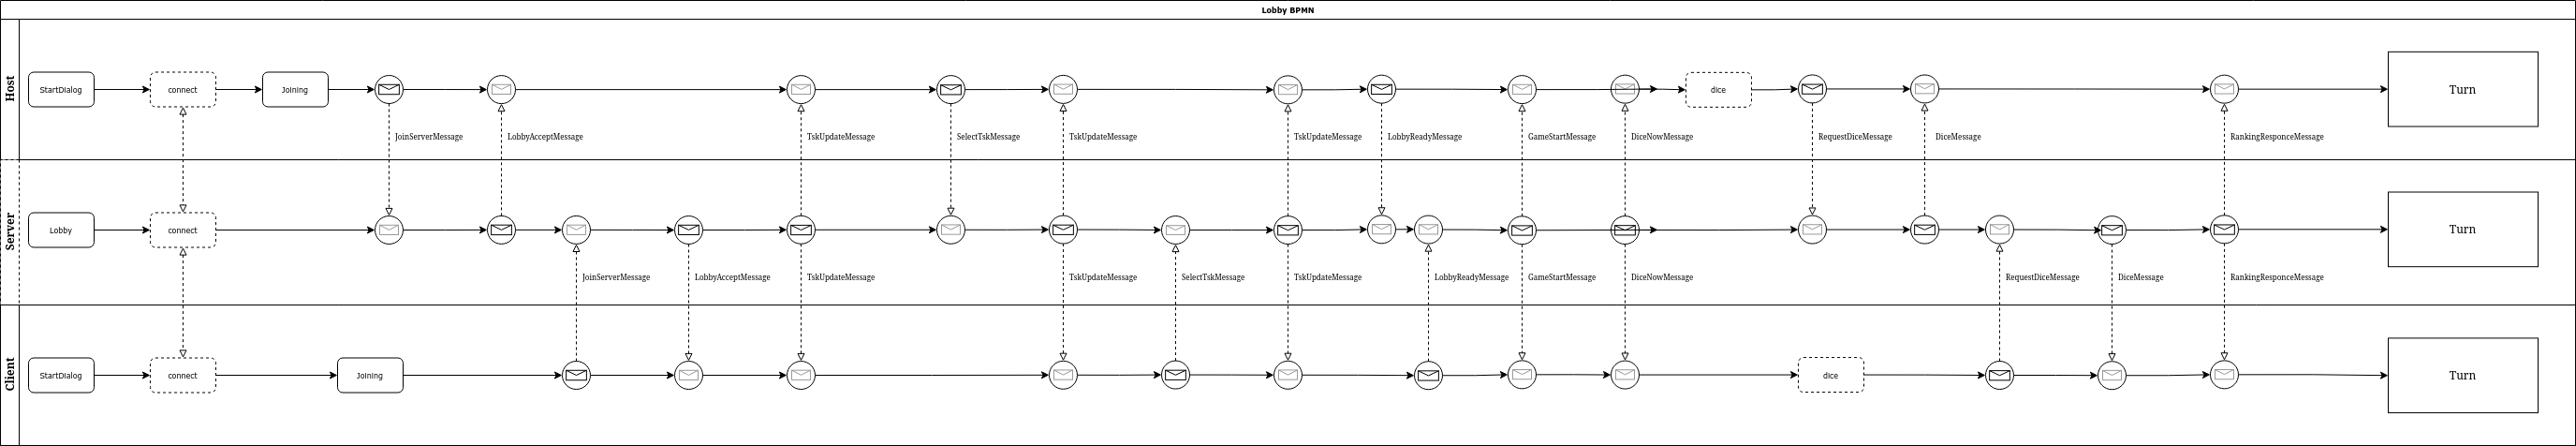 Lobby BPMN
Host
StartDialog
connect
Joining
dice
Turn
JoinServerMessage
LobbyAcceptMessage
TskUpdateMessage
SelectTskMessage
TskUpdateMessage
TskUpdateMessage
LobbyReadyMessage
GameStartMessage
DiceNowMessage
RequestDiceMessage
DiceMessage
RankingResponceMessage
Server
Lobby
connect
Turn
JoinServerMessage
LobbyAcceptMessage
TskUpdateMessage
TskUpdateMessage
SelectTskMessage
TskUpdateMessage
LobbyReadyMessage
GameStartMessage
DiceNowMessage
RequestDiceMessage
DiceMessage
RankingResponceMessage
Client
StartDialog
connect
Joining
dice
Turn